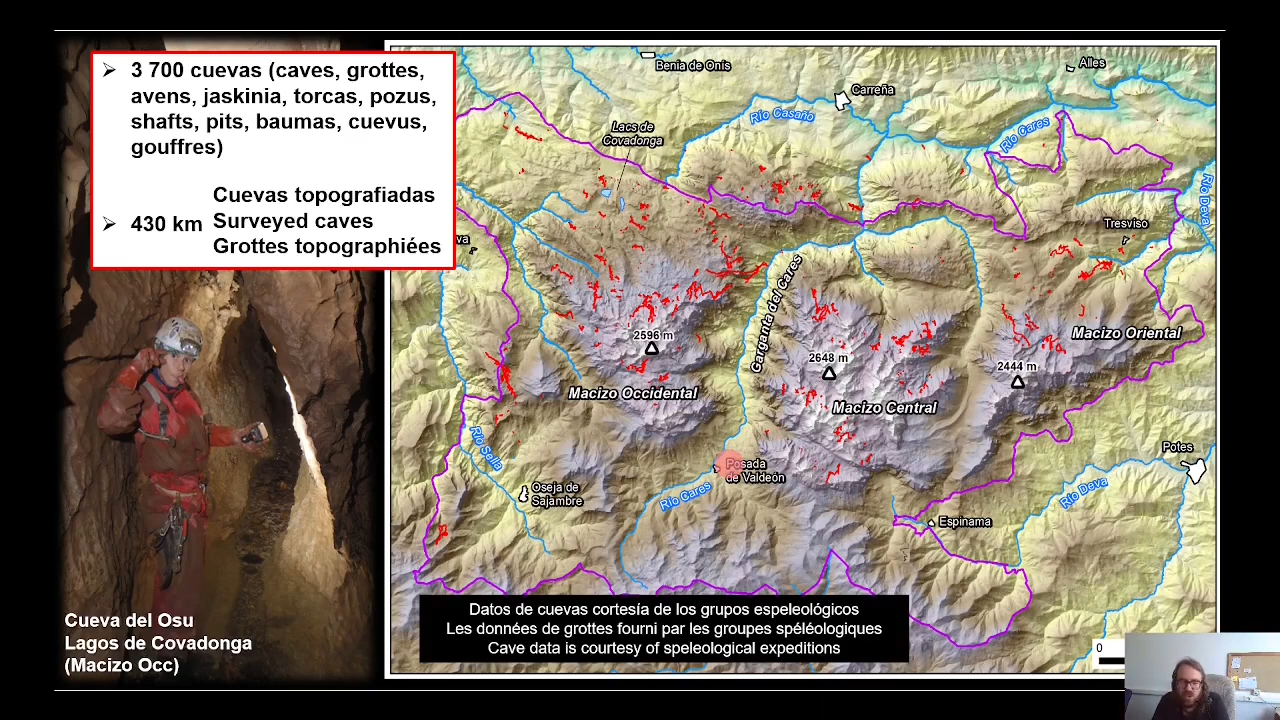 3 700 cuevas (caves, grottes,
avens, jaskinia, torcas, pozus,
shafts, pits, baumas, cuevus,
gouffres)
Cuevas topografiadas
430 km Surveyed caves
Grottes topographiées
Cueva del Osu
Lagos de Covadonga
(Macizo Occ)
Benia de Onís
Alles
Carreña
Río Casaño
Río Cares
Lacs de
Covadonga
Río Deva
Tresviso
va
Garganta del Cares
2596 m
2648 m
2444 m
Macizo Oriental
Macizo Occidental
Macizo Central
Río Sella
Posada
de Valdeón
Potes
Oseja de
Sajambre
Río Cares
Río Deva
Espinama
Datos de cuevas cortesía de los grupos espeleológicos
Les données de grottes fourni par les groupes spéléologiques
Cave data is courtesy of speleological expeditions
0